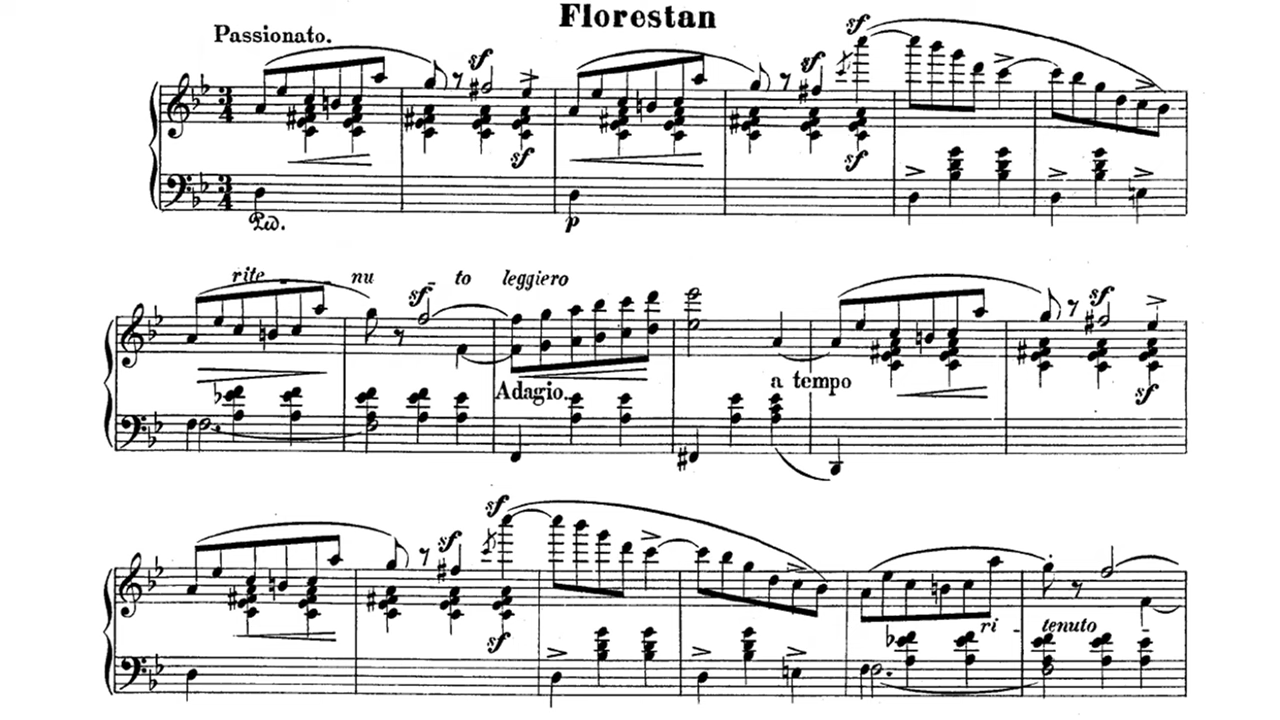 Florestan
Passionato.
sf sf
sf sf
p
Ped.
rite - nu - to leggiero
sf sf
Adagio. a tempo
sf
sf sf
sf
ri - tenuto -